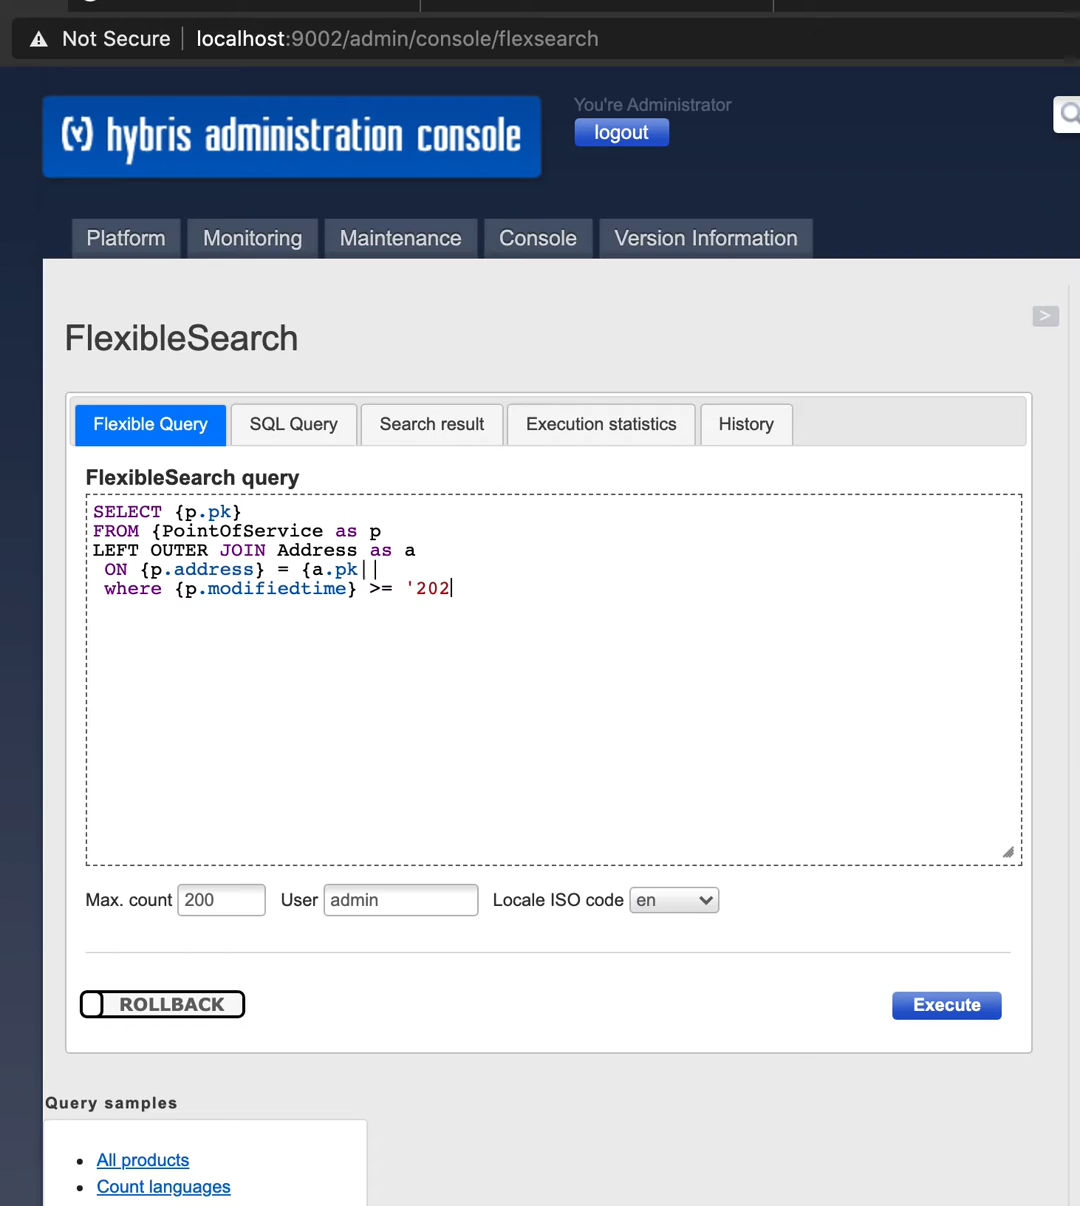 Not Secure localhost:9002/admin/console/flexsearch
(y) hybris administration console
You're Administrator
logout
Platform Monitoring Maintenance Console Version Information
>
FlexibleSearch
Flexible Query SQL Query Search result Execution statistics History
FlexibleSearch query
SELECT {p.pk}
FROM {PointOfService as p
LEFT OUTER JOIN Address as a
ON {p.address} = {a.pk||
where {p.modifiedtime} >= '202
Max. count 200 User admin Locale ISO code en
ROLLBACK Execute
Query samples
• All products
• Count languages